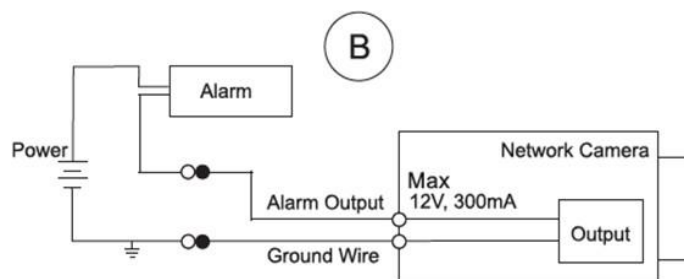 B
Alarm
Power
Network Camera
Max
12V, 300mA
Alarm Output
Output
Ground Wire